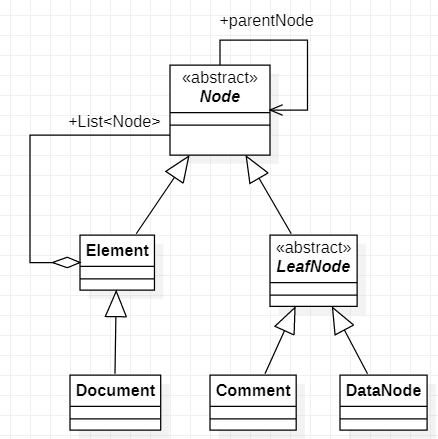 +parentNode
«abstract»
Node
+List<Node>
Element
«abstract»
LeafNode
Document
Comment
DataNode